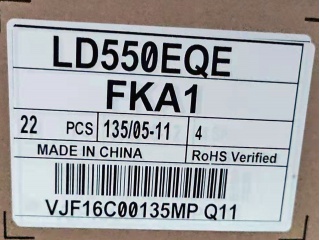 LD550EQE
FKA1
22 PCS 135/05-11 4
MADE IN CHINA RoHS Verified
VJF16C00135MP Q11